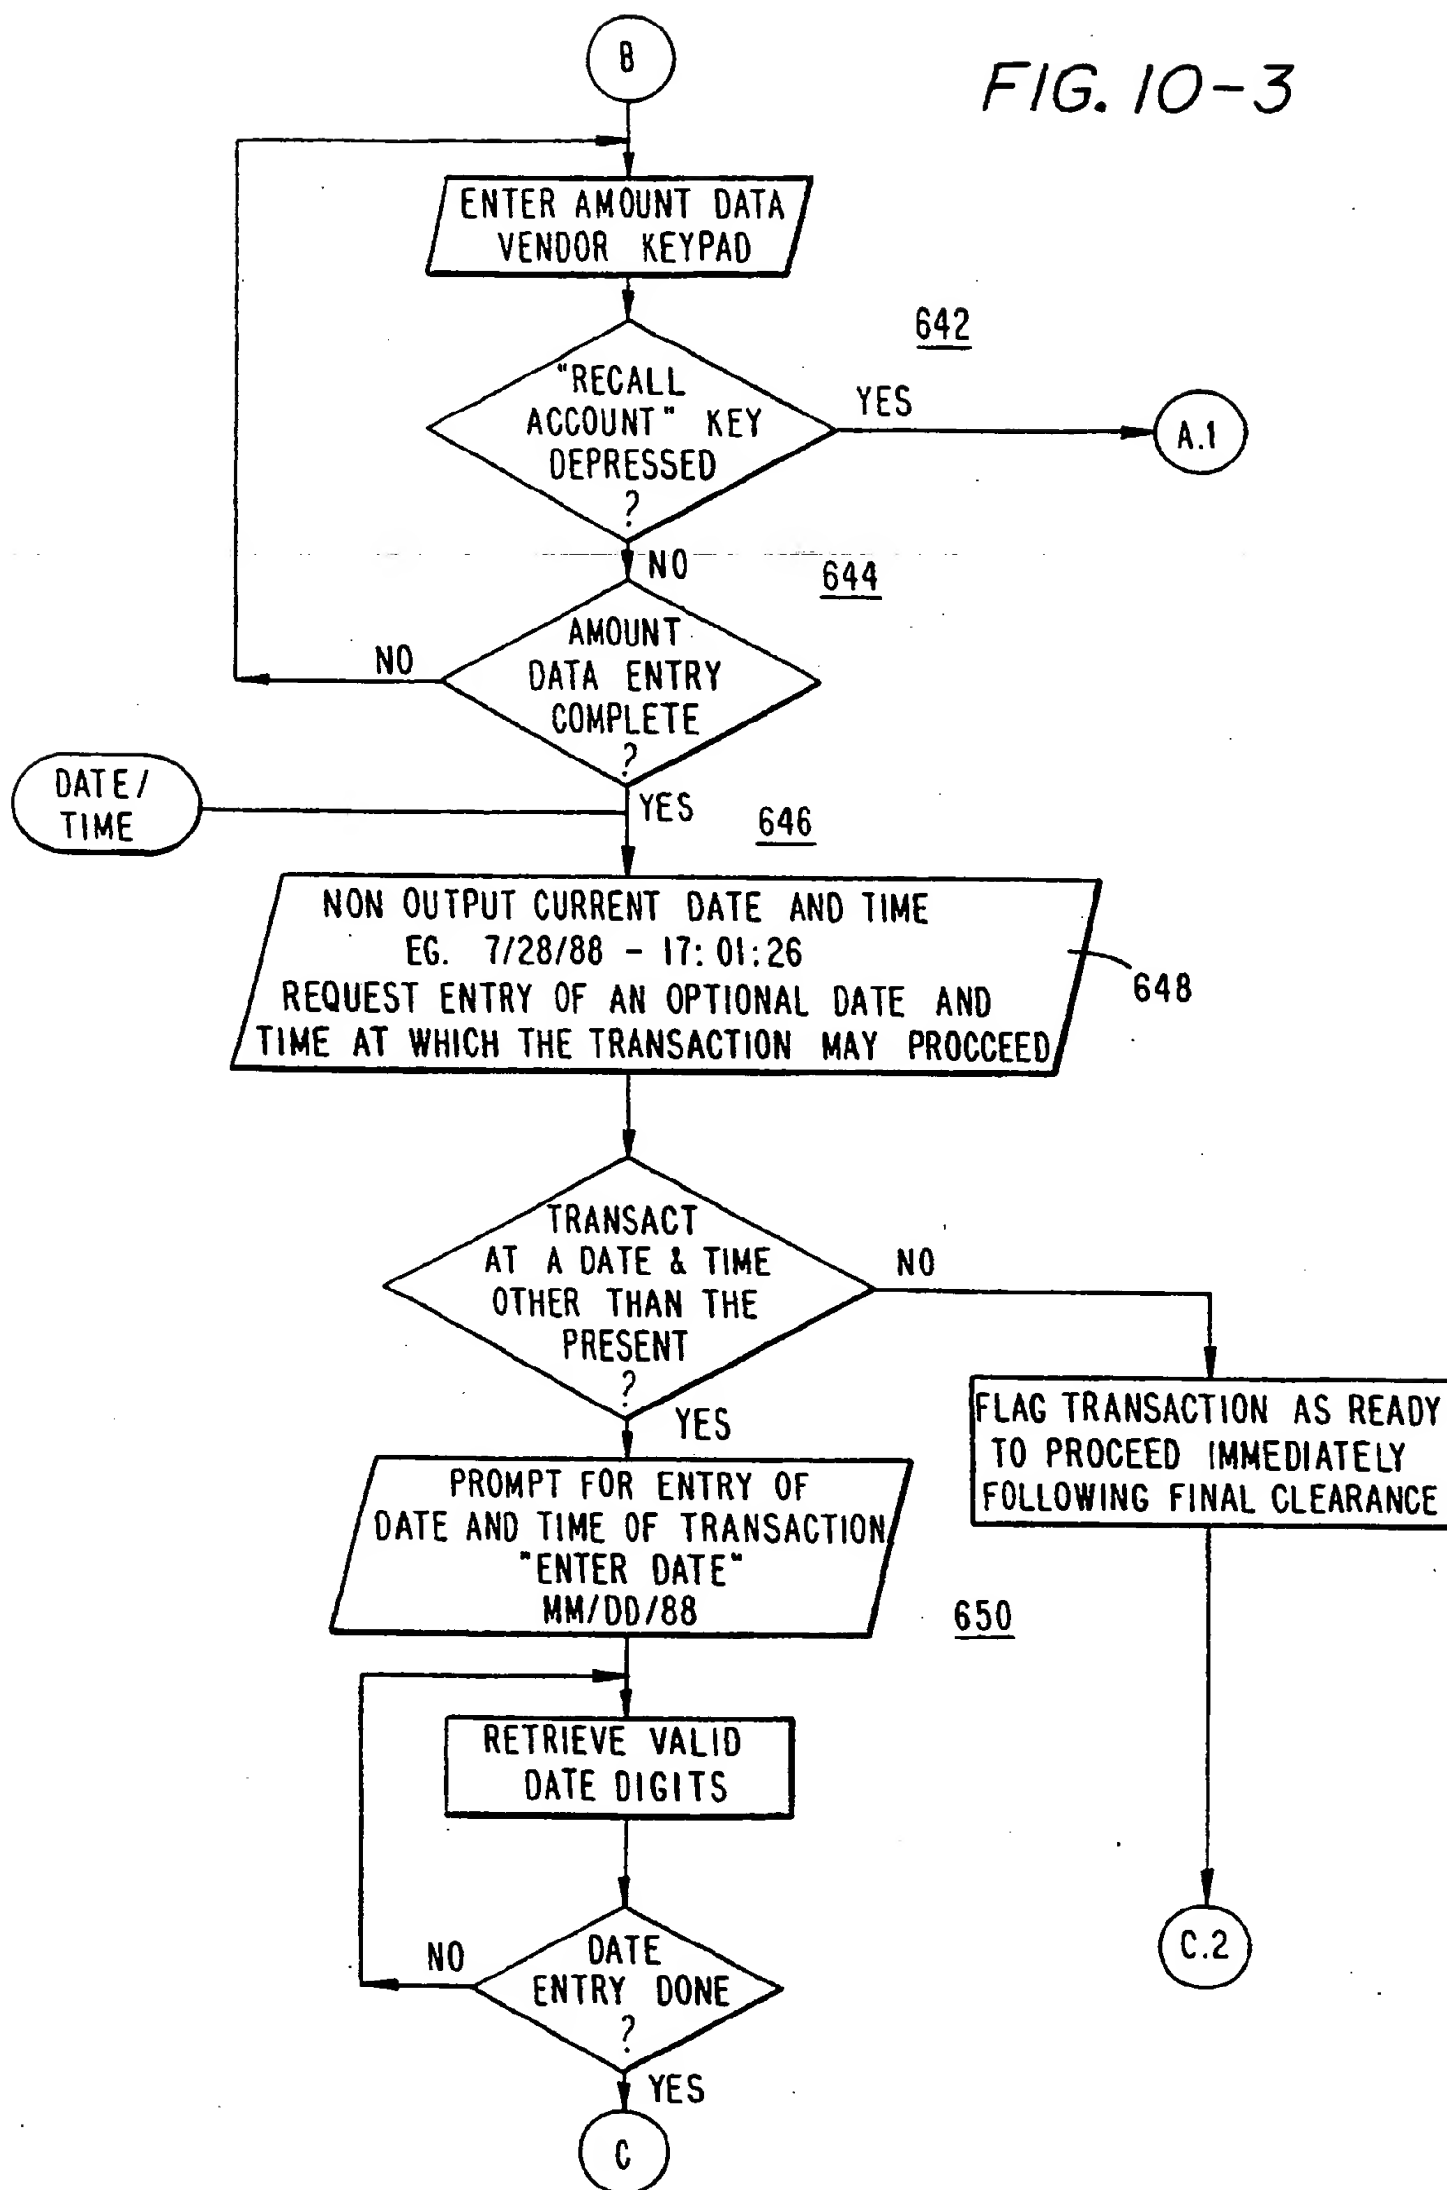 B
FIG. 10-3
ENTER AMOUNT DATA
VENDOR KEYPAD
642
"RECALL
ACCOUNT" KEY
DEPRESSED
?
YES
A.1
NO
644
AMOUNT
DATA ENTRY
COMPLETE
?
NO
DATE/
TIME
YES
646
NON OUTPUT CURRENT DATE AND TIME
EG. 7/28/88 - 17:01:26
REQUEST ENTRY OF AN OPTIONAL DATE AND
TIME AT WHICH THE TRANSACTION MAY PROCCEED
648
TRANSACT
AT A DATE & TIME
OTHER THAN THE
PRESENT
?
NO
YES
FLAG TRANSACTION AS READY
TO PROCEED IMMEDIATELY
FOLLOWING FINAL CLEARANCE
PROMPT FOR ENTRY OF
DATE AND TIME OF TRANSACTION
"ENTER DATE"
MM/DD/88
650
RETRIEVE VALID
DATE DIGITS
DATE
ENTRY DONE
?
NO
C.2
YES
C